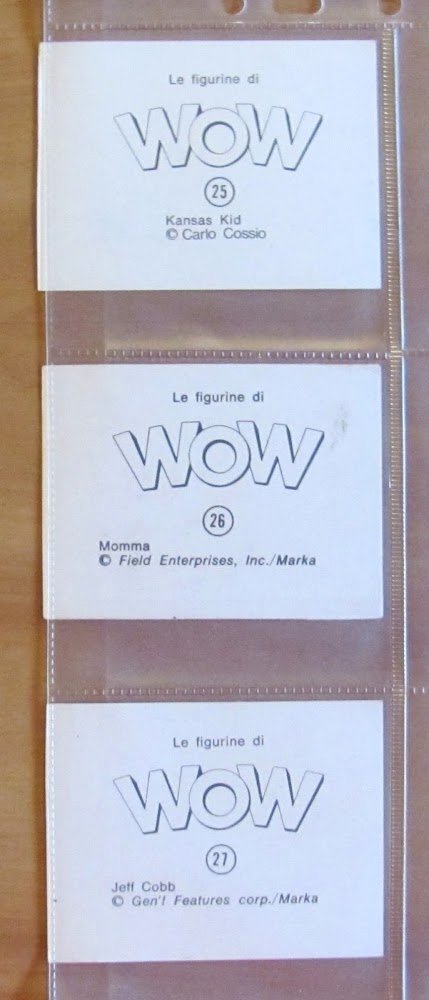 Le figurine di
WOW
25
Kansas Kid
© Carlo Cossio
Le figurine di
WOW
26
Momma
© Field Enterprises, Inc./Marka
Le figurine di
WOW
27
Jeff Cobb
© Gen'l Features corp./Marka